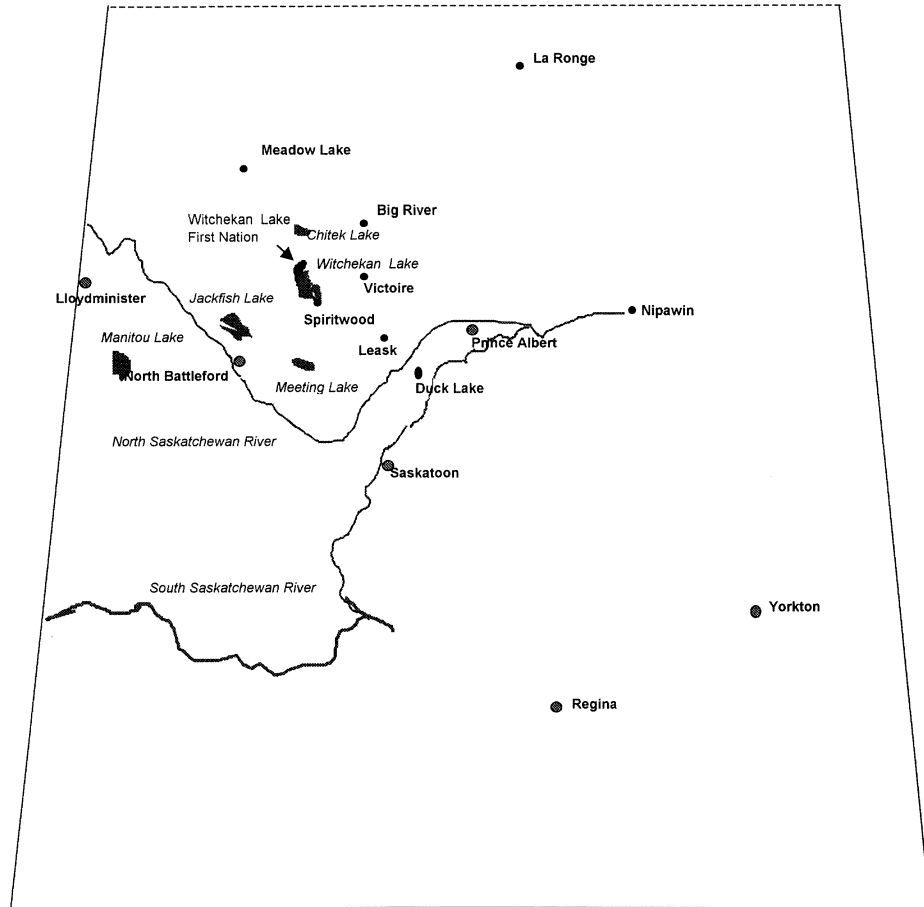 La Ronge
Meadow Lake
Big River
Witchekan Lake
First Nation
Chitek Lake
Witchekan Lake
Victoire
Lloydminister
Jackfish Lake
Spiritwood
Nipawin
Manitou Lake
Leask
Prince Albert
North Battleford
Meeting Lake
Duck Lake
North Saskatchewan River
Saskatoon
South Saskatchewan River
Yorkton
Regina